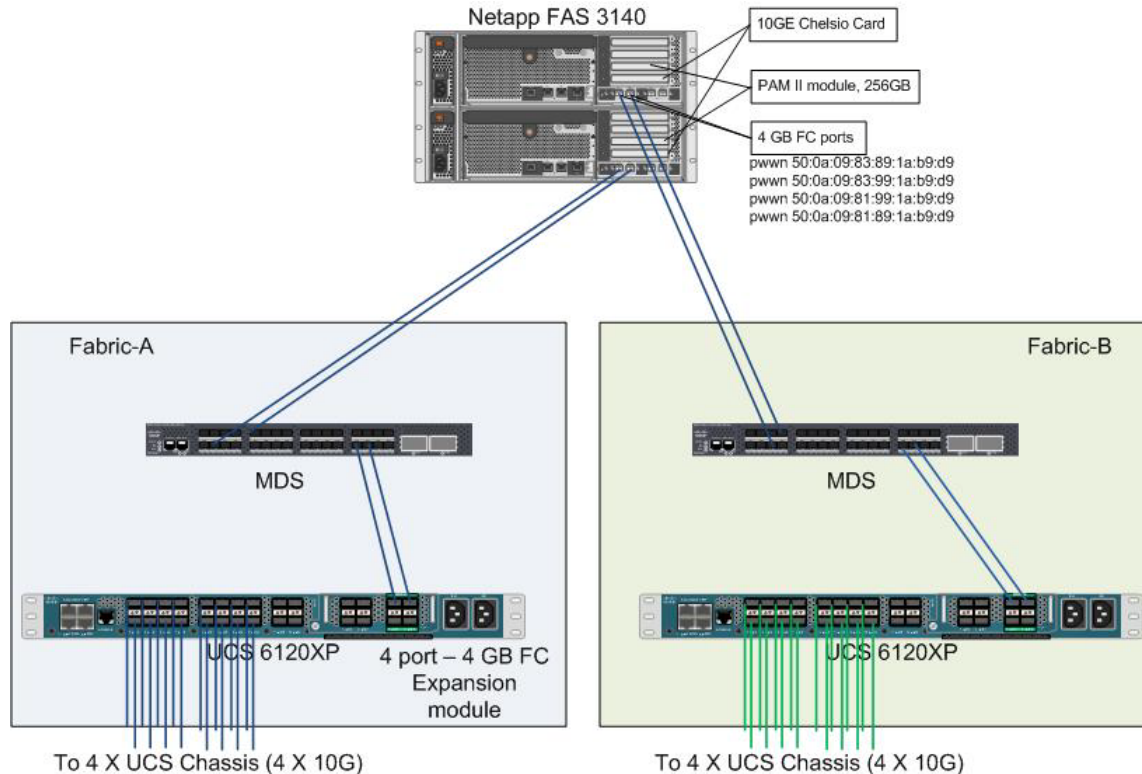 Netapp FAS 3140
10GE Chelsio Card
PAM II module, 256GB
4 GB FC ports
pwwn 50:0a:09:83:89:1a:b9:d9
pwwn 50:0a:09:83:99:1a:b9:d9
pwwn 50:0a:09:81:99:1a:b9:d9
pwwn 50:0a:09:81:89:1a:b9:d9
Fabric-A
Fabric-B
MDS
MDS
UCS 6120XP
4 port – 4 GB FC
Expansion
module
UCS 6120XP
To 4 X UCS Chassis (4 X 10G)
To 4 X UCS Chassis (4 X 10G)